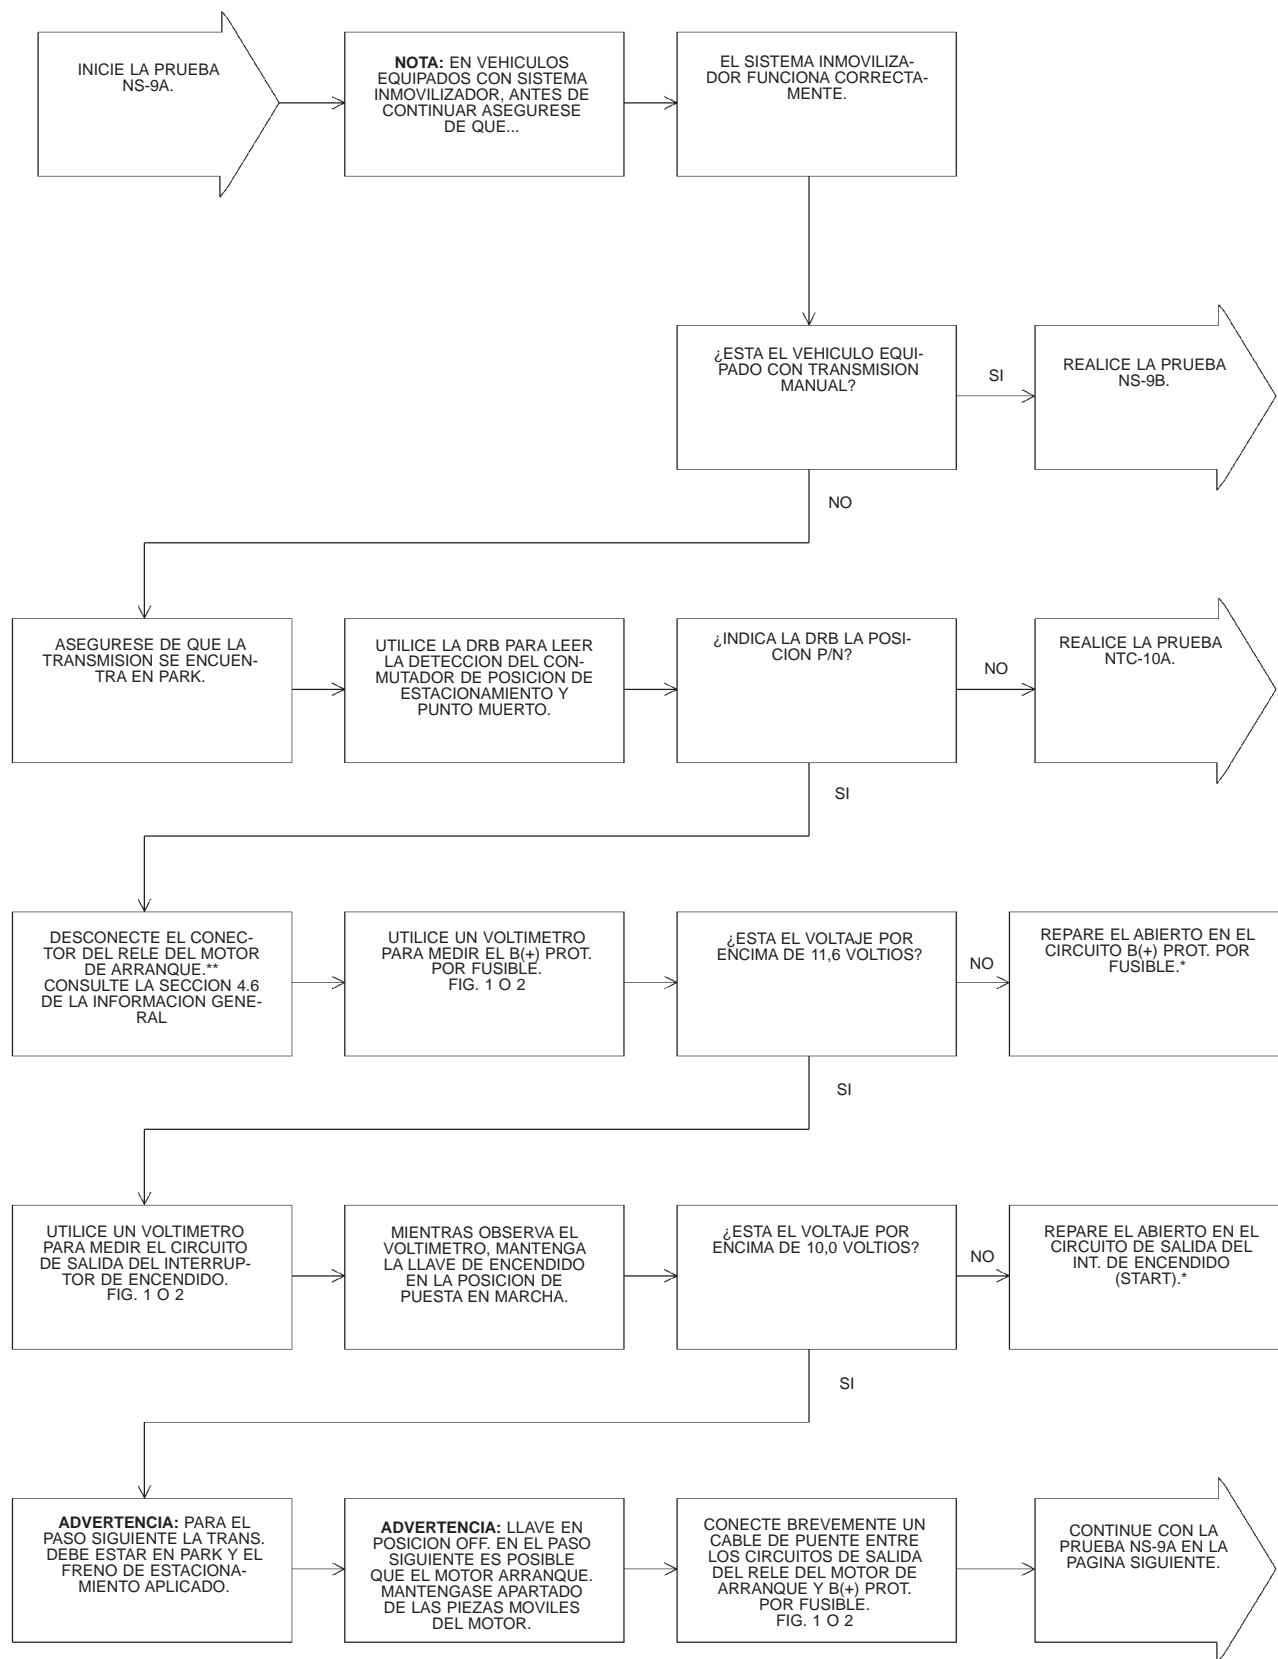 INICIE LA PRUEBA
NS-9A.
NOTA: EN VEHICULOS
EQUIPADOS CON SISTEMA
INMOVILIZADOR, ANTES DE
CONTINUAR ASEGURESE
DE QUE...
EL SISTEMA INMOVILIZA-
DOR FUNCIONA CORRECTA-
MENTE.
¿ESTA EL VEHICULO EQUI-
PADO CON TRANSMISION
MANUAL?
SI
REALICE LA PRUEBA
NS-9B.
NO
ASEGURESE DE QUE LA
TRANSMISION SE ENCUEN-
TRA EN PARK.
UTILICE LA DRB PARA LEER
LA DETECCION DEL CON-
MUTADOR DE POSICION DE
ESTACIONAMIENTO Y
PUNTO MUERTO.
¿INDICA LA DRB LA POSI-
CION P/N?
NO
REALICE LA PRUEBA
NTC-10A.
SI
DESCONECTE EL CONEC-
TOR DEL RELE DEL MOTOR
DE ARRANQUE.**
CONSULTE LA SECCION 4.6
DE LA INFORMACION GENE-
RAL
UTILICE UN VOLTIMETRO
PARA MEDIR EL B(+) PROT.
POR FUSIBLE.
FIG. 1 O 2
¿ESTA EL VOLTAJE POR
ENCIMA DE 11,6 VOLTIOS?
NO
REPARE EL ABIERTO EN EL
CIRCUITO B(+) PROT. POR
FUSIBLE.*
SI
UTILICE UN VOLTIMETRO
PARA MEDIR EL CIRCUITO
DE SALIDA DEL INTERRUP-
TOR DE ENCENDIDO.
FIG. 1 O 2
MIENTRAS OBSERVA EL
VOLTIMETRO, MANTENGA
LA LLAVE DE ENCENDIDO
EN LA POSICION DE
PUESTA EN MARCHA.
¿ESTA EL VOLTAJE POR
ENCIMA DE 10,0 VOLTIOS?
NO
REPARE EL ABIERTO EN EL
CIRCUITO DE SALIDA DEL
INT. DE ENCENDIDO
(START).*
SI
ADVERTENCIA: PARA EL
PASO SIGUIENTE LA TRANS.
DEBE ESTAR EN PARK Y EL
FRENO DE ESTACIONA-
MIENTO APLICADO.
ADVERTENCIA: LLAVE EN
POSICION OFF. EN EL PASO
SIGUIENTE ES POSIBLE
QUE EL MOTOR ARRANQUE.
MANTENGASE APARTADO
DE LAS PIEZAS MOVILES
DEL MOTOR.
CONECTE BREVEMENTE UN
CABLE DE PUENTE ENTRE
LOS CIRCUITOS DE SALIDA
DEL RELE DEL MOTOR DE
ARRANQUE Y B(+) PROT.
POR FUSIBLE.
FIG. 1 O 2
CONTINUE CON LA
PRUEBA NS-9A EN LA
PAGINA SIGUIENTE.